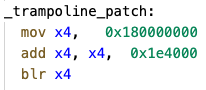 _trampoline_patch:
mov x4, 0x180000000
add x4, x4, 0x1e4000
blr x4